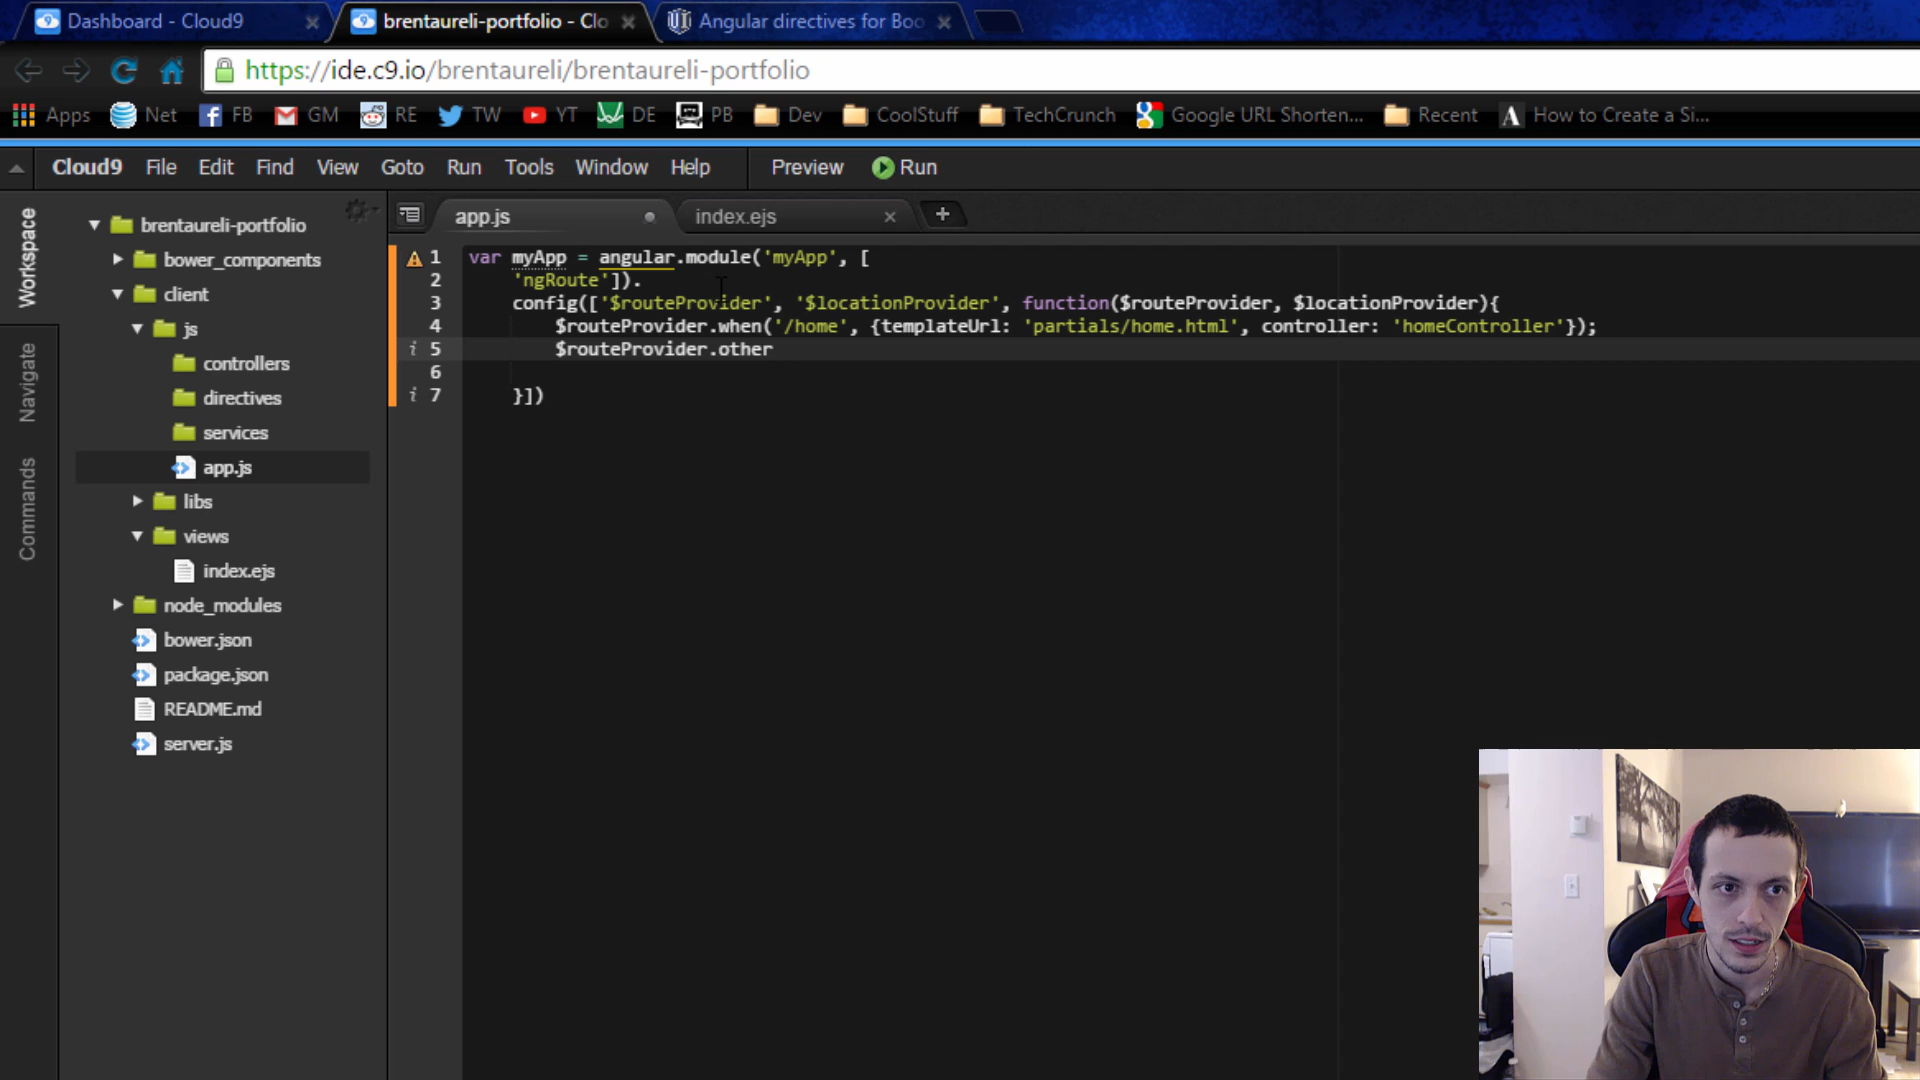 Dashboard - Cloud9
brentaureli-portfolio - Clo
Angular directives for Boo
https://ide.c9.io/brentaureli/brentaureli-portfolio
Apps Net FB GM RE TW YT DE PB Dev CoolStuff TechCrunch Google URL Shorten... Recent How to Create a Si...
Cloud9 File Edit Find View Goto Run Tools Window Help Preview Run
Workspace
Navigate
Commands
brentaureli-portfolio
bower_components
client
js
controllers
directives
services
app.js
libs
views
index.ejs
node_modules
bower.json
package.json
README.md
server.js
app.js index.ejs
1 var myApp = angular.module('myApp', [
2 'ngRoute']).
3 config(['$routeProvider', '$locationProvider', function($routeProvider, $locationProvider){
4 $routeProvider.when('/home', {templateUrl: 'partials/home.html', controller: 'homeController'});
5 $routeProvider.other
6
7 }])